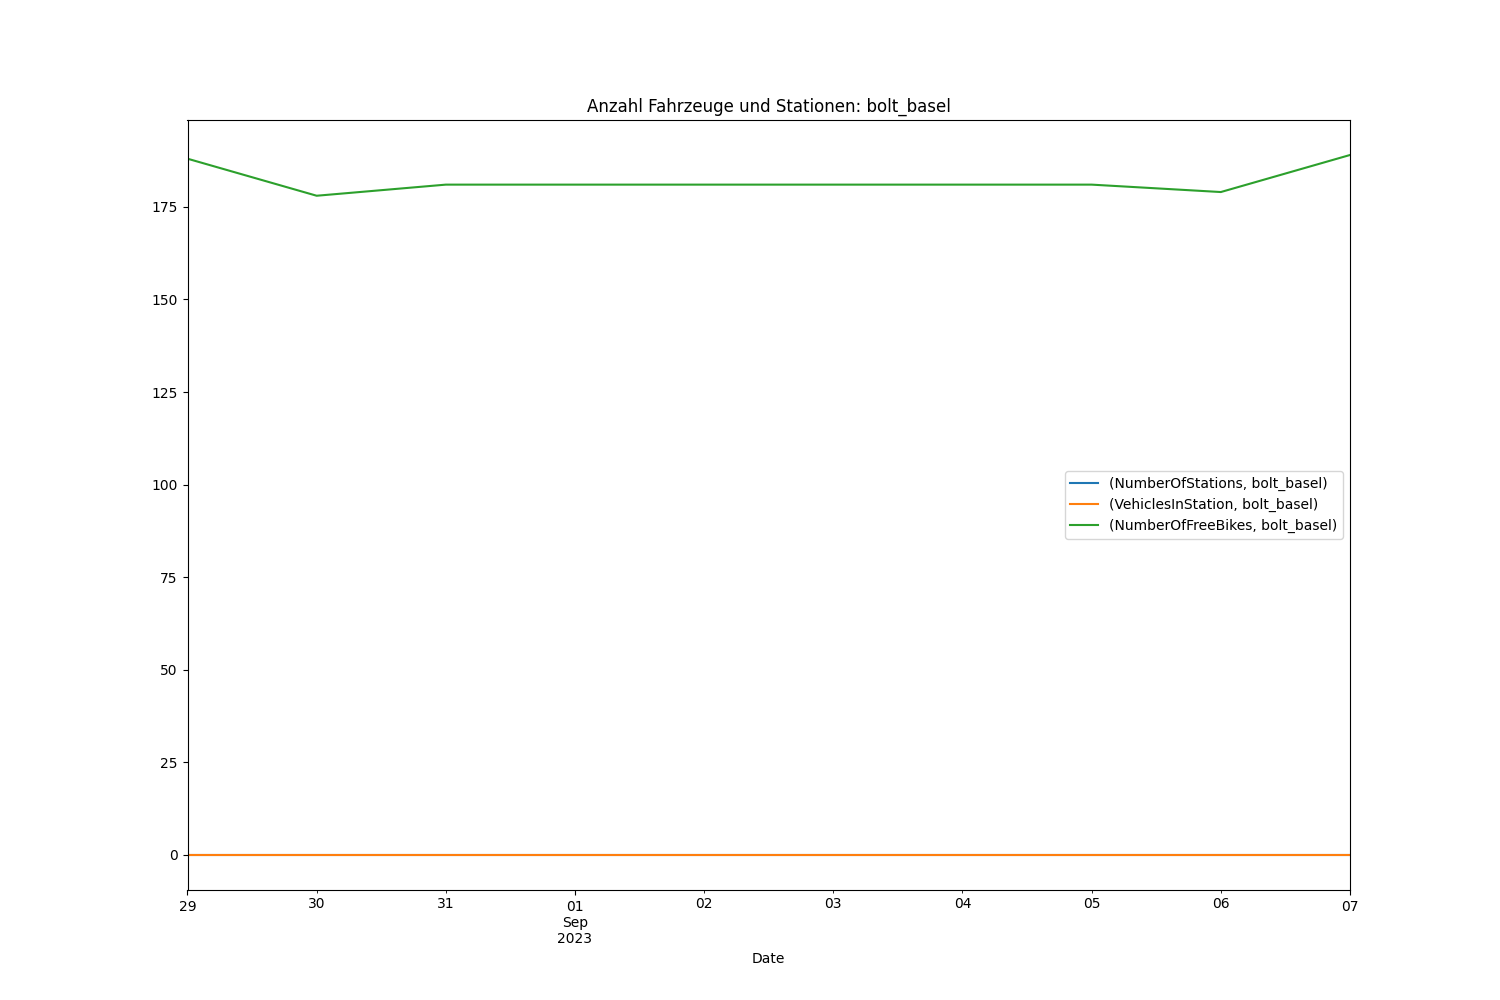 Anzahl Fahrzeuge und Stationen: bolt_basel
175
150
125
100
75
50
25
0
(NumberOfStations, bolt_basel)
(VehiclesInStation, bolt_basel)
(NumberOfFreeBikes, bolt_basel)
29 30 31 01 02 03 04 05 06 07
Sep
2023
Date